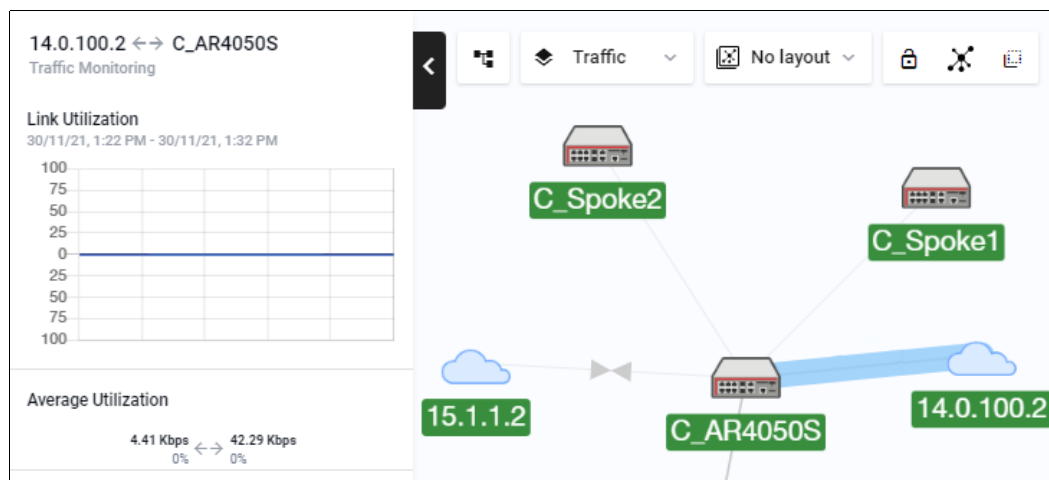 14.0.100.2 ←→ C_AR4050S
Traffic Monitoring
Link Utilization
30/11/21, 1:22 PM - 30/11/21, 1:32 PM
100
75
50
25
0
25
50
75
100
Average Utilization
4.41 Kbps ←→ 42.29 Kbps
0% 0%
Traffic
No layout
C_Spoke2
C_Spoke1
15.1.1.2
14.0.100.2
C_AR4050S